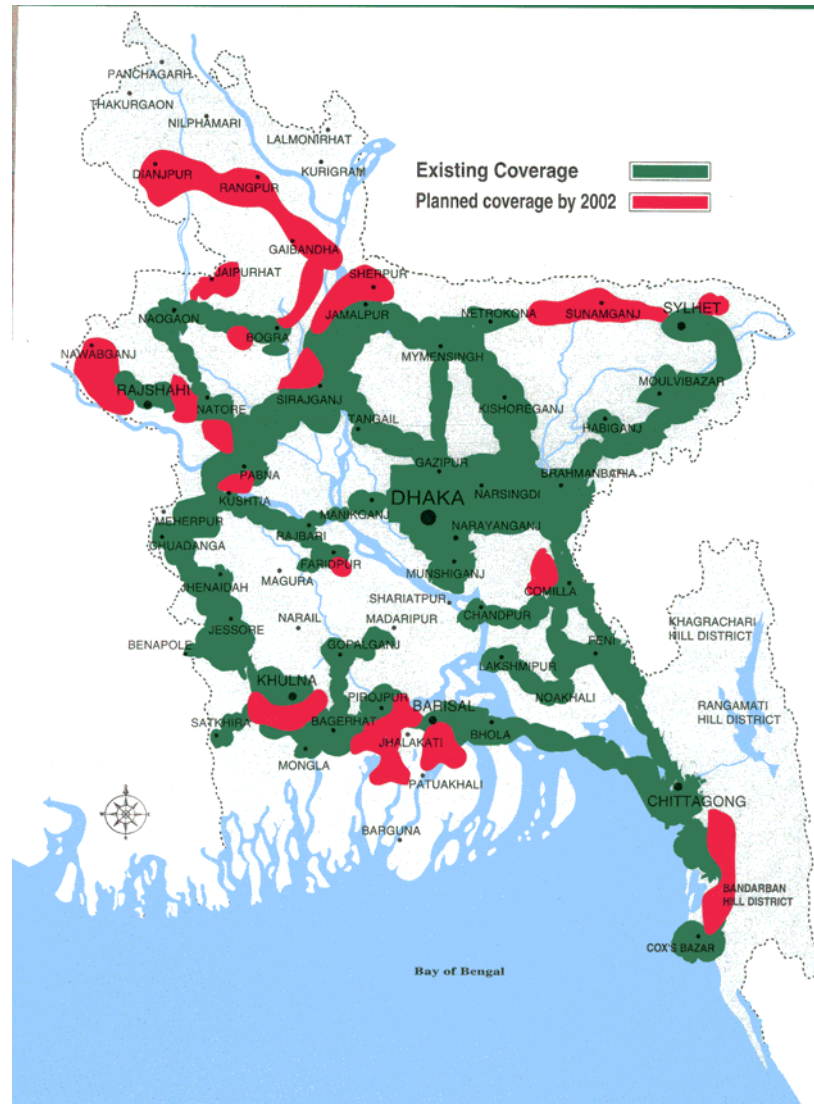 PANCHAGARH
THAKURGAON
NILPHAMARI
LALMONIRHAT
KURIGRAM
Existing Coverage
Planned coverage by 2002
DIANJPUR
RANGPUR
GAIBANDHA
JAIPURHAT
SHERPUR
JAMALPUR
NAOGAON
BOGRA
NETROKONA
SUNAMGANJ
SYLHET
MYMENSINGH
NAWABGANJ
RAJSHAHI
NATORE
SIRAJGANJ
TANGAIL
KISHOREGANJ
MOULVIBAZAR
HABIGANJ
PABNA
GAZIPUR
BRAHMANBARIA
KUSHTIA
DHAKA
NARSINGDI
MANIKGANJ
MEHERPUR
RAJBARI
NARAYANGANJ
CHUADANGA
FARIDPUR
MUNSHIGANJ
JHENAIDAH
MAGURA
COMILLA
SHARIATPUR
CHANDPUR
JESSORE
NARAIL
MADARIPUR
KHAGRACHARI
HILL DISTRICT
BENAPOLE
GOPALGANJ
FENI
LAKSHMIPUR
KHULNA
PIROJPUR
NOAKHALI
RANGAMATI
HILL DISTRICT
SATKHIRA
BAGERHAT
BARISAL
BHOLA
JHALAKATI
MONGLA
PATUAKHALI
CHITTAGONG
BARGUNA
BANDARBAN
HILL DISTRICT
COX'S BAZAR
Bay of Bengal